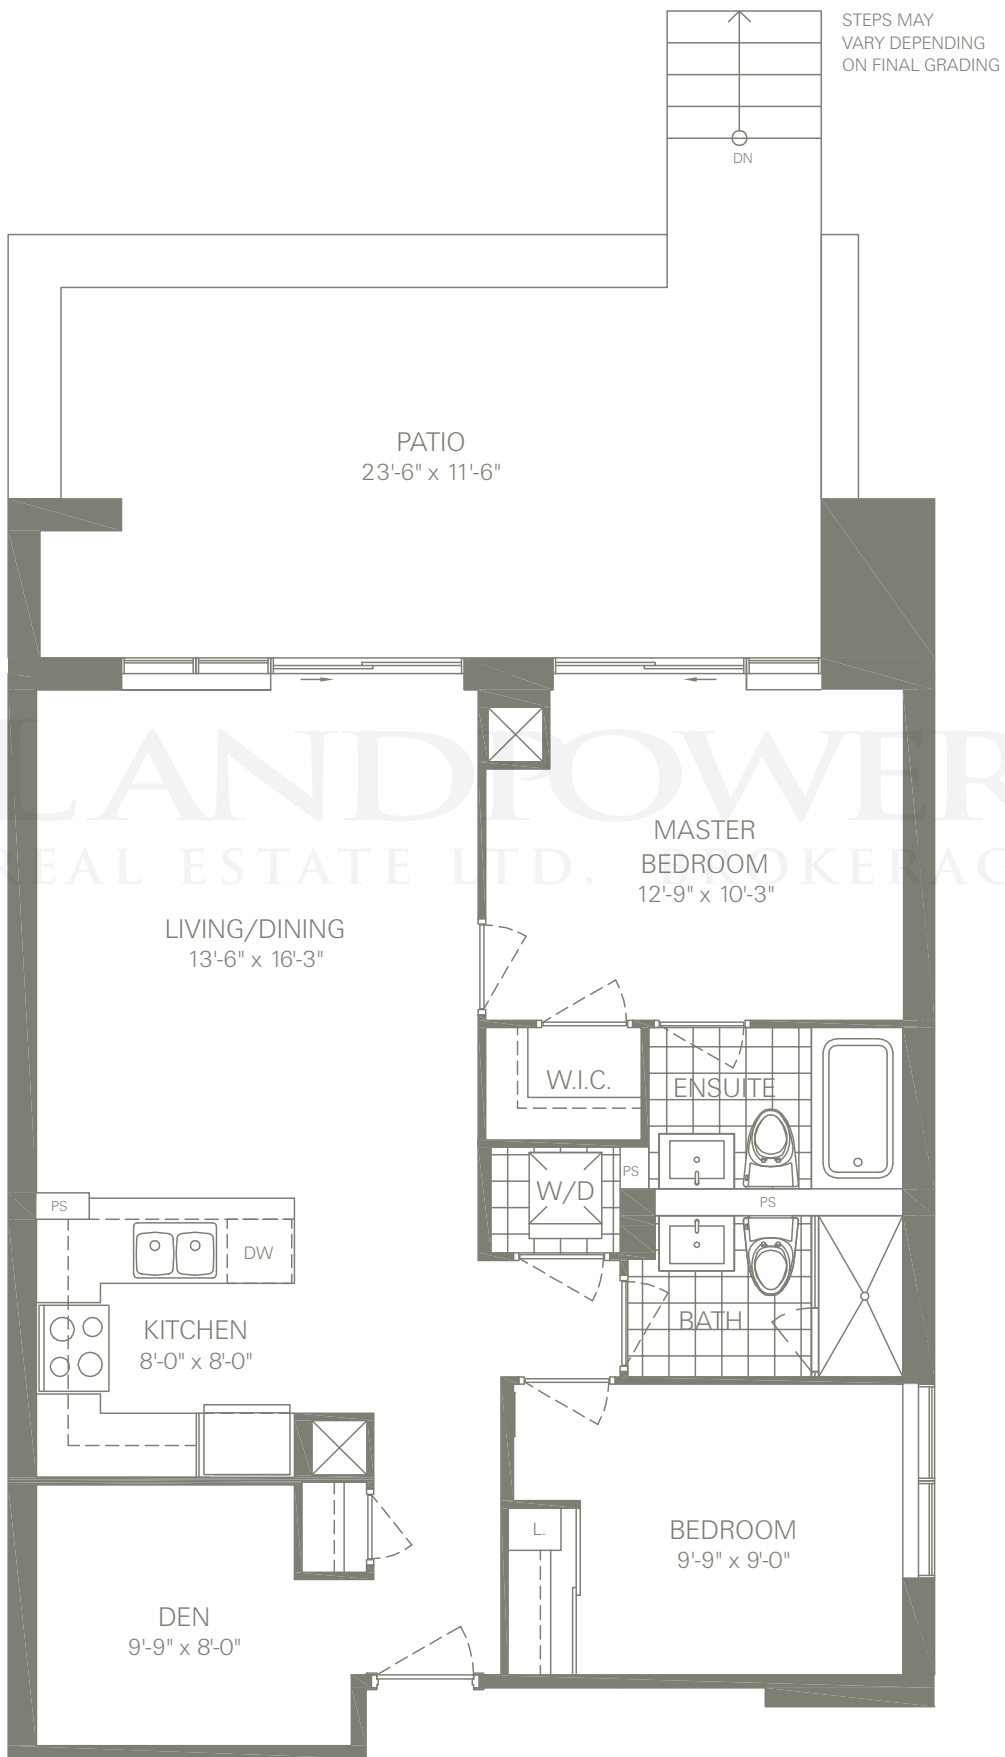 STEPS MAY
VARY DEPENDING
ON FINAL GRADING
DN
PATIO
23'-6" x 11'-6"
LANDPOWER
REAL ESTATE LTD. BROKERAG
MASTER
BEDROOM
12'-9" x 10'-3"
LIVING/DINING
13'-6" x 16'-3"
W.I.C.
ENSUITE
PS
W/D
PS
PS
DW
KITCHEN
8'-0" x 8'-0"
BATH
L.
BEDROOM
9'-9" x 9'-0"
DEN
9'-9" x 8'-0"